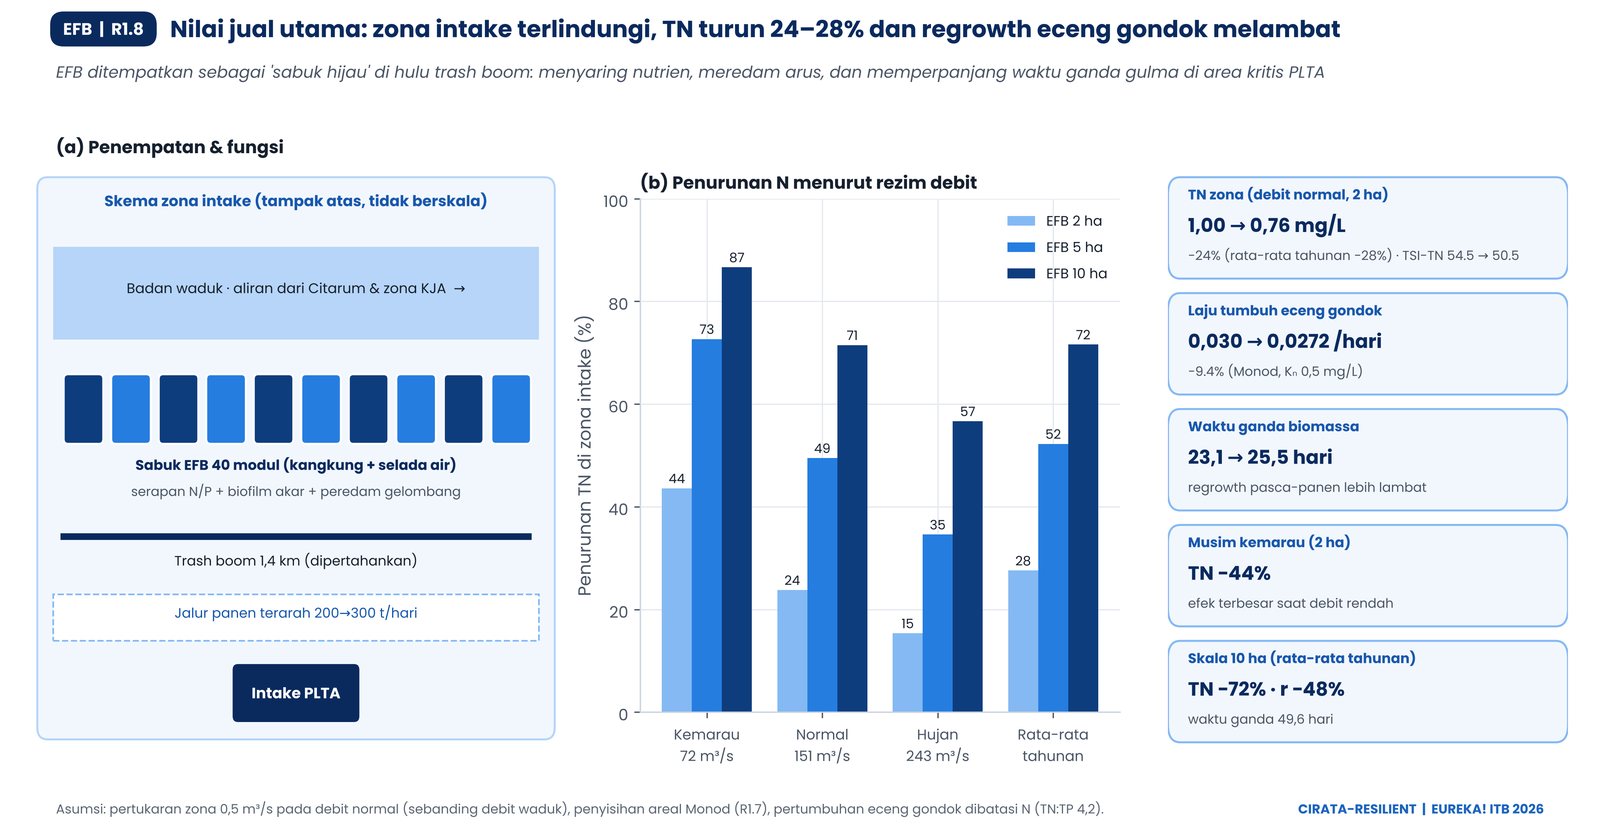 EFB | R1.8
Nilai jual utama: zona intake terlindungi, TN turun 24–28% dan regrowth eceng gondok melambat
EFB ditempatkan sebagai 'sabuk hijau' di hulu trash boom: menyaring nutrien, meredam arus, dan memperpanjang waktu ganda gulma di area kritis PLTA
(a) Penempatan & fungsi
Skema zona intake (tampak atas, tidak berskala)
Badan waduk · aliran dari Citarum & zona KJA →
Sabuk EFB 40 modul (kangkung + selada air)
serapan N/P + biofilm akar + peredam gelombang
Trash boom 1,4 km (dipertahankan)
Jalur panen terarah 200→300 t/hari
Intake PLTA
(b) Penurunan N menurut rezim debit
Penurunan TN di zona intake (%)
100
80
60
40
20
0
EFB 2 ha
EFB 5 ha
EFB 10 ha
44
73
87
24
49
71
15
35
57
28
52
72
Kemarau
72 m³/s
Normal
151 m³/s
Hujan
243 m³/s
Rata-rata
tahunan
TN zona (debit normal, 2 ha)
1,00 → 0,76 mg/L
-24% (rata-rata tahunan -28%) · TSI-TN 54.5 → 50.5
Laju tumbuh eceng gondok
0,030 → 0,0272 /hari
-9.4% (Monod, Kₙ 0,5 mg/L)
Waktu ganda biomassa
23,1 → 25,5 hari
regrowth pasca-panen lebih lambat
Musim kemarau (2 ha)
TN -44%
efek terbesar saat debit rendah
Skala 10 ha (rata-rata tahunan)
TN -72% · r -48%
waktu ganda 49,6 hari
Asumsi: pertukaran zona 0,5 m³/s pada debit normal (sebanding debit waduk), penyisihan areal Monod (R1.7), pertumbuhan eceng gondok dibatasi N (TN:TP 4,2).
CIRATA-RESILIENT | EUREKA! ITB 2026